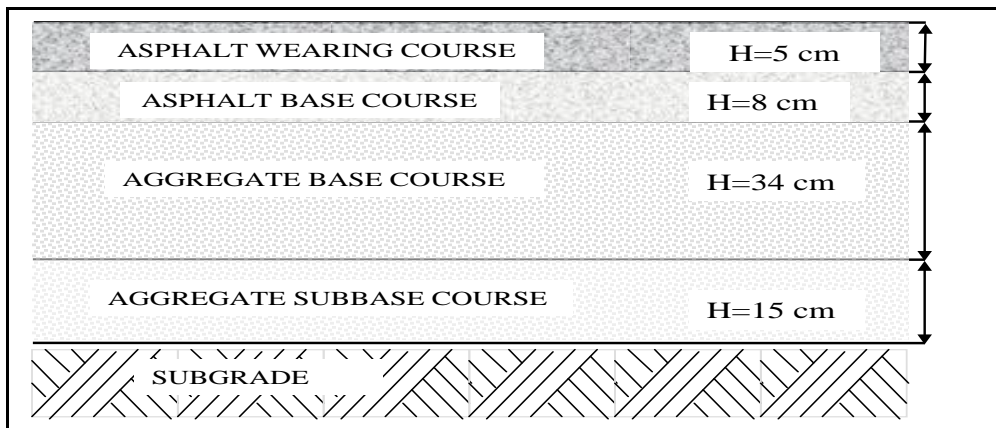 ASPHALT WEARING COURSE H=5 cm
ASPHALT BASE COURSE H=8 cm
AGGREGATE BASE COURSE H=34 cm
AGGREGATE SUBBASE COURSE H=15 cm
SUBGRADE